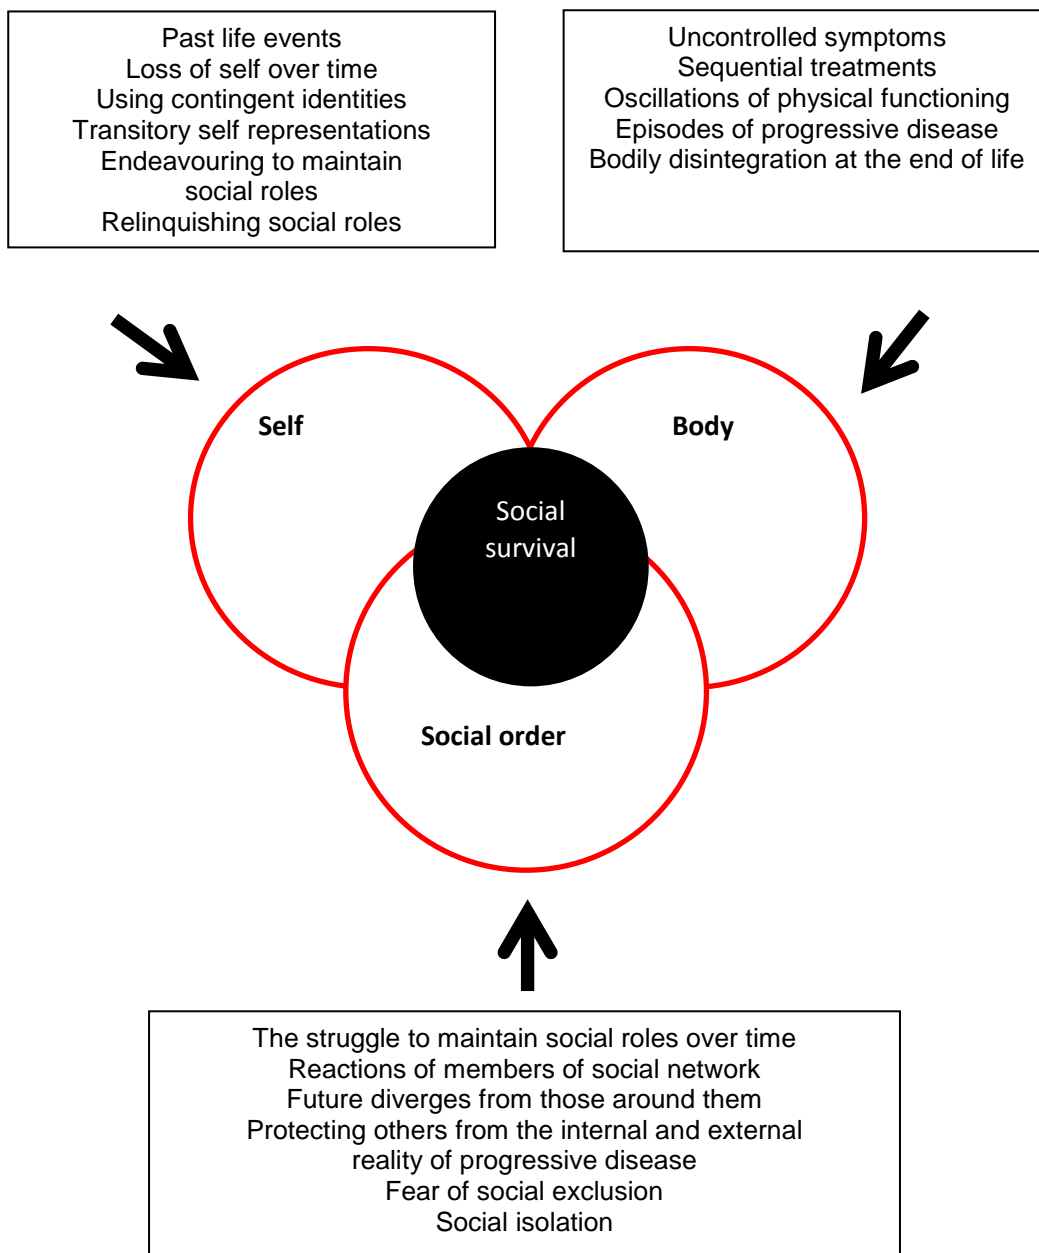 Past life events
Loss of self over time
Using contingent identities
Transitory self representations
Endeavouring to maintain
social roles
Relinquishing social roles
Uncontrolled symptoms
Sequential treatments
Oscillations of physical functioning
Episodes of progressive disease
Bodily disintegration at the end of life
Self
Body
Social
survival
Social order
The struggle to maintain social roles over time
Reactions of members of social network
Future diverges from those around them
Protecting others from the internal and external
reality of progressive disease
Fear of social exclusion
Social isolation